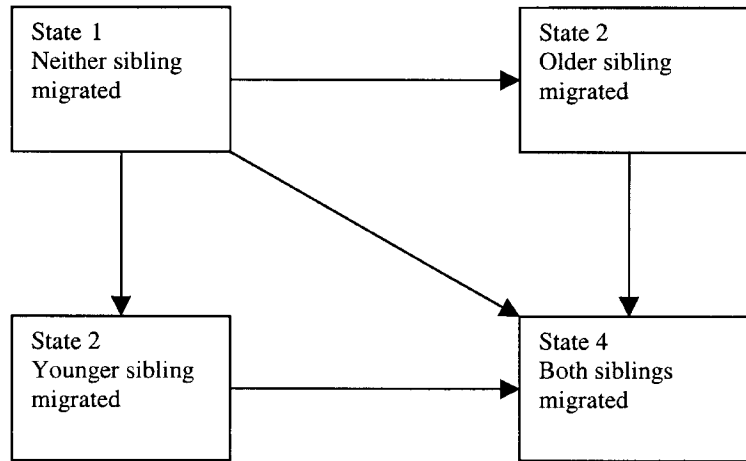 State 1
Neither sibling
migrated
State 2
Older sibling
migrated
State 2
Younger sibling
migrated
State 4
Both siblings
migrated